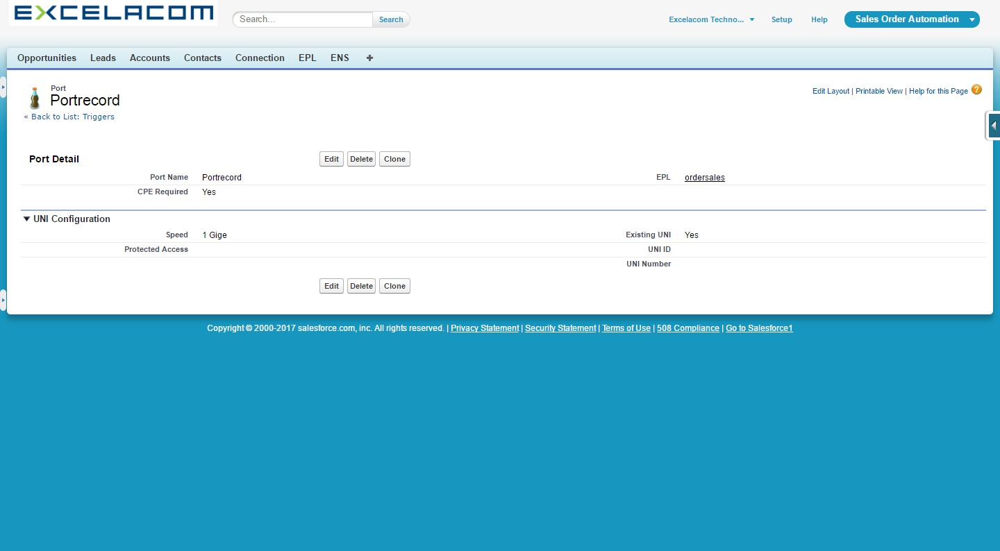 EXCELACOM
Search... Search
Excelacom Techno... Setup Help Sales Order Automation
Opportunities Leads Accounts Contacts Connection EPL ENS +
Port
Portrecord
« Back to List: Triggers
Edit Layout | Printable View | Help for this Page ?
Port Detail Edit Delete Clone
Port Name Portrecord EPL ordersales
CPE Required Yes
UNI Configuration
Speed 1 Gige Existing UNI Yes
Protected Access UNI ID
UNI Number
Edit Delete Clone
Copyright © 2000-2017 salesforce.com, inc. All rights reserved. | Privacy Statement | Security Statement | Terms of Use | 508 Compliance | Go to Salesforce1